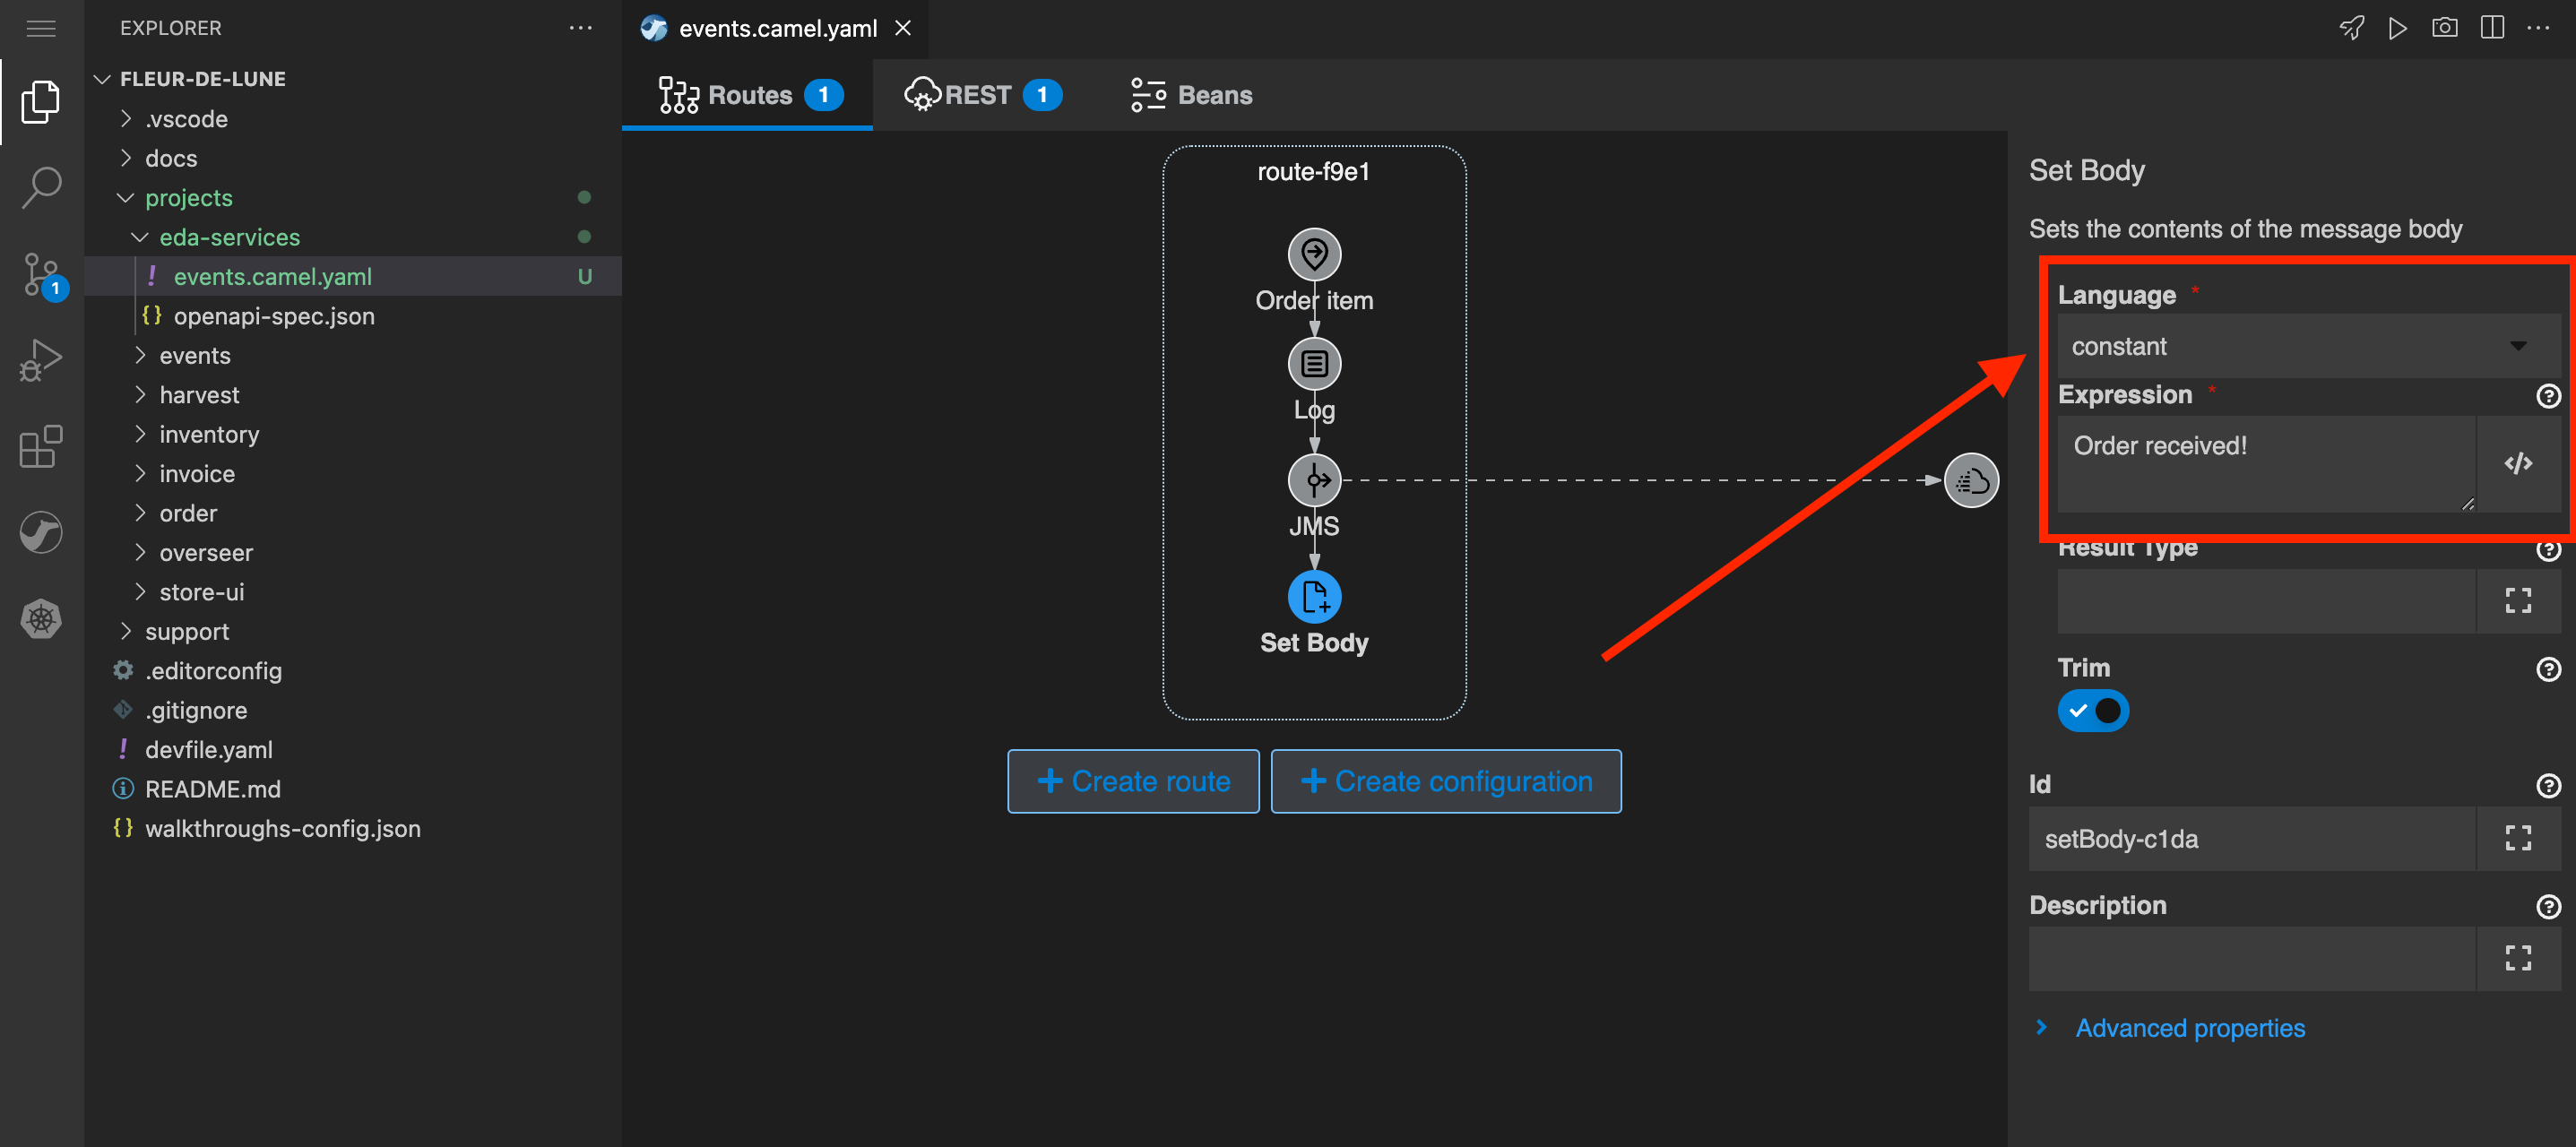 EXPLORER
FLEUR-DE-LUNE
.vscode
docs
projects
eda-services
events.camel.yaml U
openapi-spec.json
events
harvest
inventory
invoice
order
overseer
store-ui
support
.editorconfig
.gitignore
devfile.yaml
README.md
walkthroughs-config.json
1
events.camel.yaml
Routes 1
REST 1
Beans
route-f9e1
Order item
Log
JMS
Set Body
Create route
Create configuration
Set Body
Sets the contents of the message body
Language *
constant
Expression *
Order received!
Result Type
Trim
Id
setBody-c1da
Description
Advanced properties